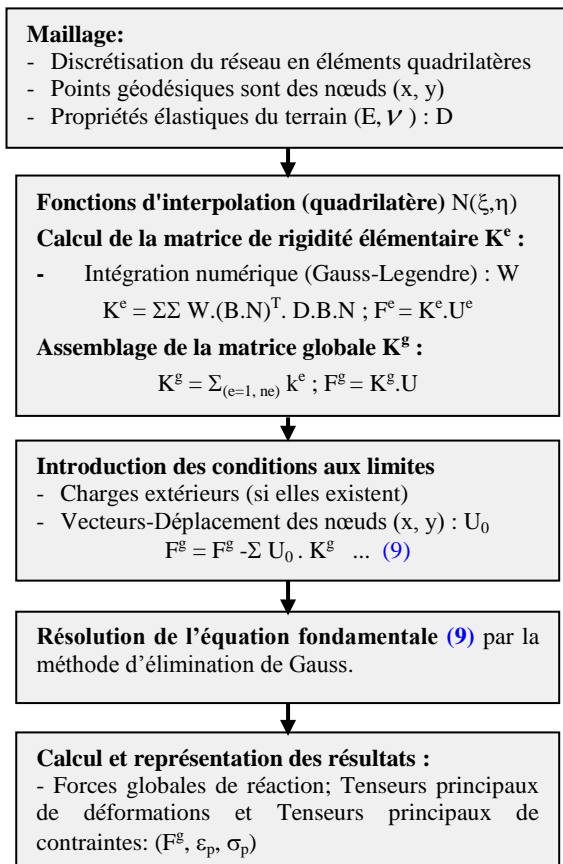 Maillage:
- Discrétisation du réseau en éléments quadrilatères
- Points géodésiques sont des nœuds (x, y)
- Propriétés élastiques du terrain (E, ν ) : D
Fonctions d'interpolation (quadrilatère) N(ξ,η)
Calcul de la matrice de rigidité élémentaire Kᵉ :
- Intégration numérique (Gauss-Legendre) : W
Kᵉ = ΣΣ W.(B.N)ᵀ. D.B.N ; Fᵉ = Kᵉ.Uᵉ
Assemblage de la matrice globale Kᵍ :
Kᵍ = Σ₍ₑ₌₁, ₙₑ₎ kᵉ ; Fᵍ = Kᵍ.U
Introduction des conditions aux limites
- Charges extérieurs (si elles existent)
- Vecteurs-Déplacement des nœuds (x, y) : U₀
Fᵍ = Fᵍ -Σ U₀ . Kᵍ ... (9)
Résolution de l’équation fondamentale (9) par la
méthode d’élimination de Gauss.
Calcul et représentation des résultats :
- Forces globales de réaction; Tenseurs principaux
de déformations et Tenseurs principaux de
contraintes: (Fᵍ, εₚ, σₚ)